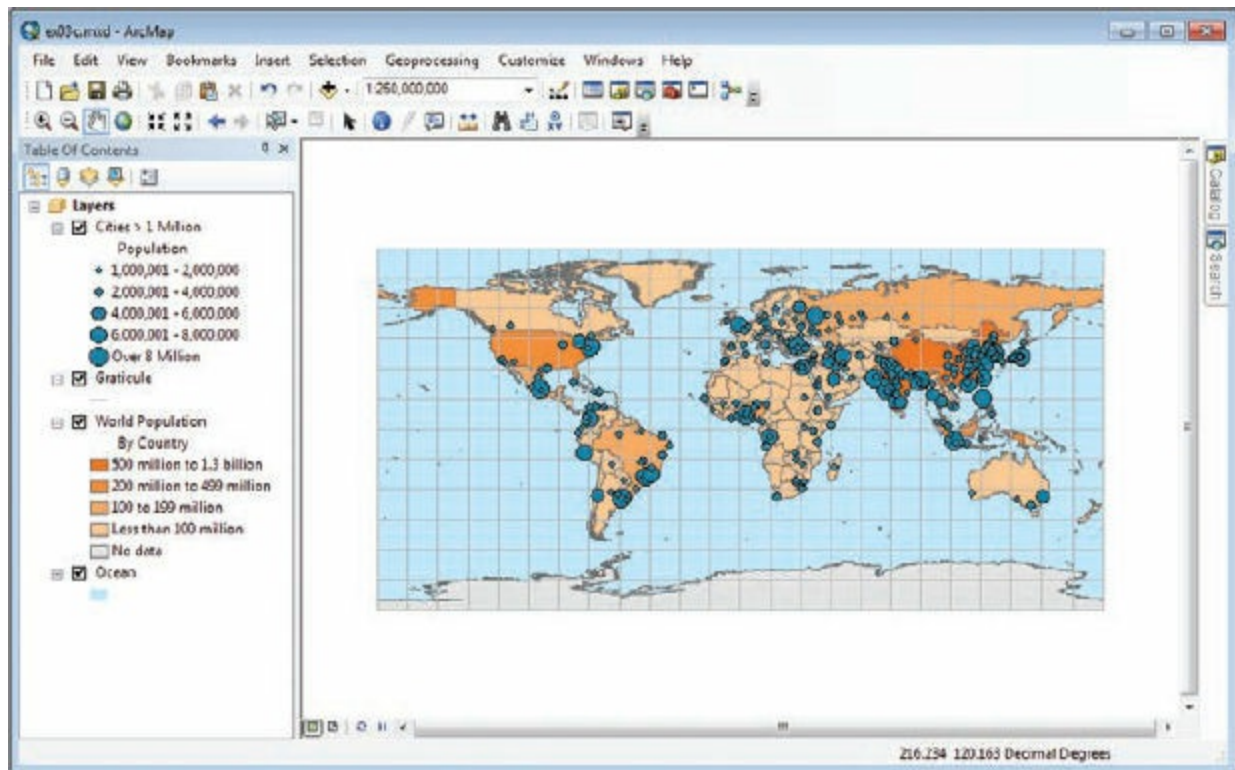 ex03c.mxd - ArcMap
File Edit View Bookmarks Insert Selection Geoprocessing Customize Windows Help
1:260,000,000
Table Of Contents
Layers
Cities > 1 Million
Population
1,000,001 - 2,000,000
2,000,001 - 4,000,000
4,000,001 - 6,000,000
6,000,001 - 8,000,000
Over 8 Million
Graticule
World Population
By Country
500 million to 1.3 billion
200 million to 499 million
100 to 199 million
Less than 100 million
No data
Ocean
Catalog
Search
216.234 120.163 Decimal Degrees